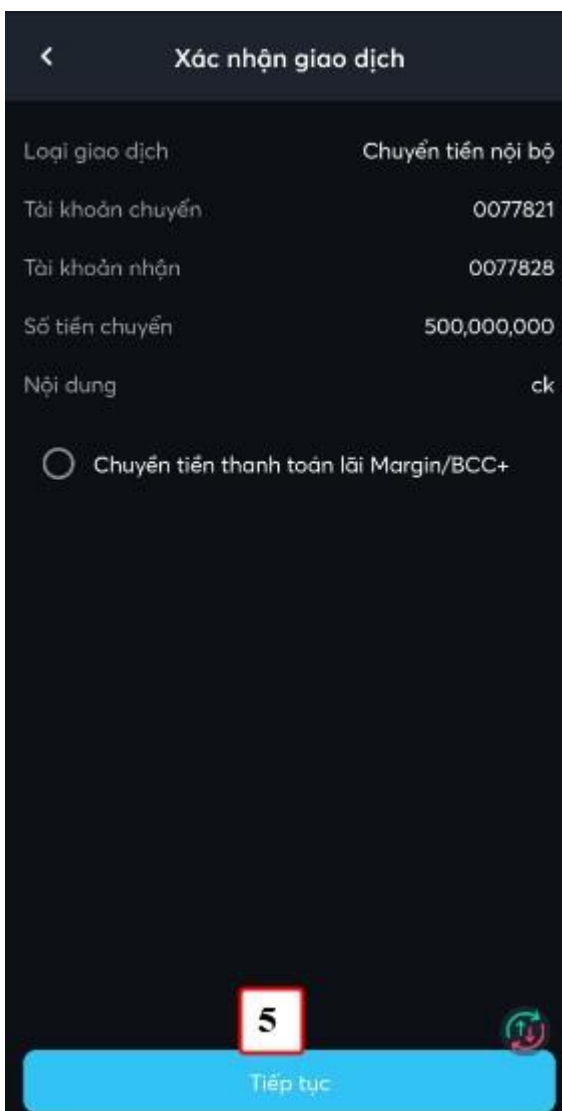 Xác nhận giao dịch
Loại giao dịch Chuyển tiền nội bộ
Tài khoản chuyển 0077821
Tài khoản nhận 0077828
Số tiền chuyển 500,000,000
Nội dung ck
Chuyển tiền thanh toán lãi Margin/BCC+
5
Tiếp tục